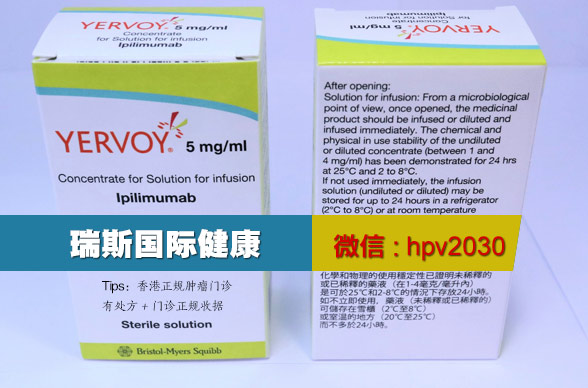 YERVOY
5 mg/ml
Concentrate
for Solution for infusion
Ipilimumab
YERVOY® 5 mg/ml
Concentrate for Solution for infusion
Ipilimumab
瑞斯国际健康
Tips：香港正规肿瘤门诊
有处方 + 门诊正规收据
Sterile solution
Bristol-Myers Squibb
for Solution for infusion
Ipilimumab
5 mg/ml
After opening:
Solution for infusion: From a microbiological
point of view, once opened, the medicinal
product should be infused or diluted and
infused immediately. The chemical and
physical in use stability of the undiluted
or diluted concentrate (between 1 and
4 mg/ml) has been demonstrated for 24 hrs
at 25°C and 2 to 8°C.
If not used immediately, the infusion
solution (undiluted or diluted) may be
stored for up to 24 hours in a refrigerator
(2°C to 8°C) or at room temperature
微信 : hpv2030
化學和物理的使用穩定性已證明未稀釋的
或已稀釋的藥液（在1-4毫克/毫升內）
是可於25℃和2-8℃的情況下存放24小時。
如不立即使用，藥液（未稀釋或已稀釋）
可儲存在雪櫃（2℃至8℃）
或室溫的地方（20℃至25℃）
而不多於24小時。